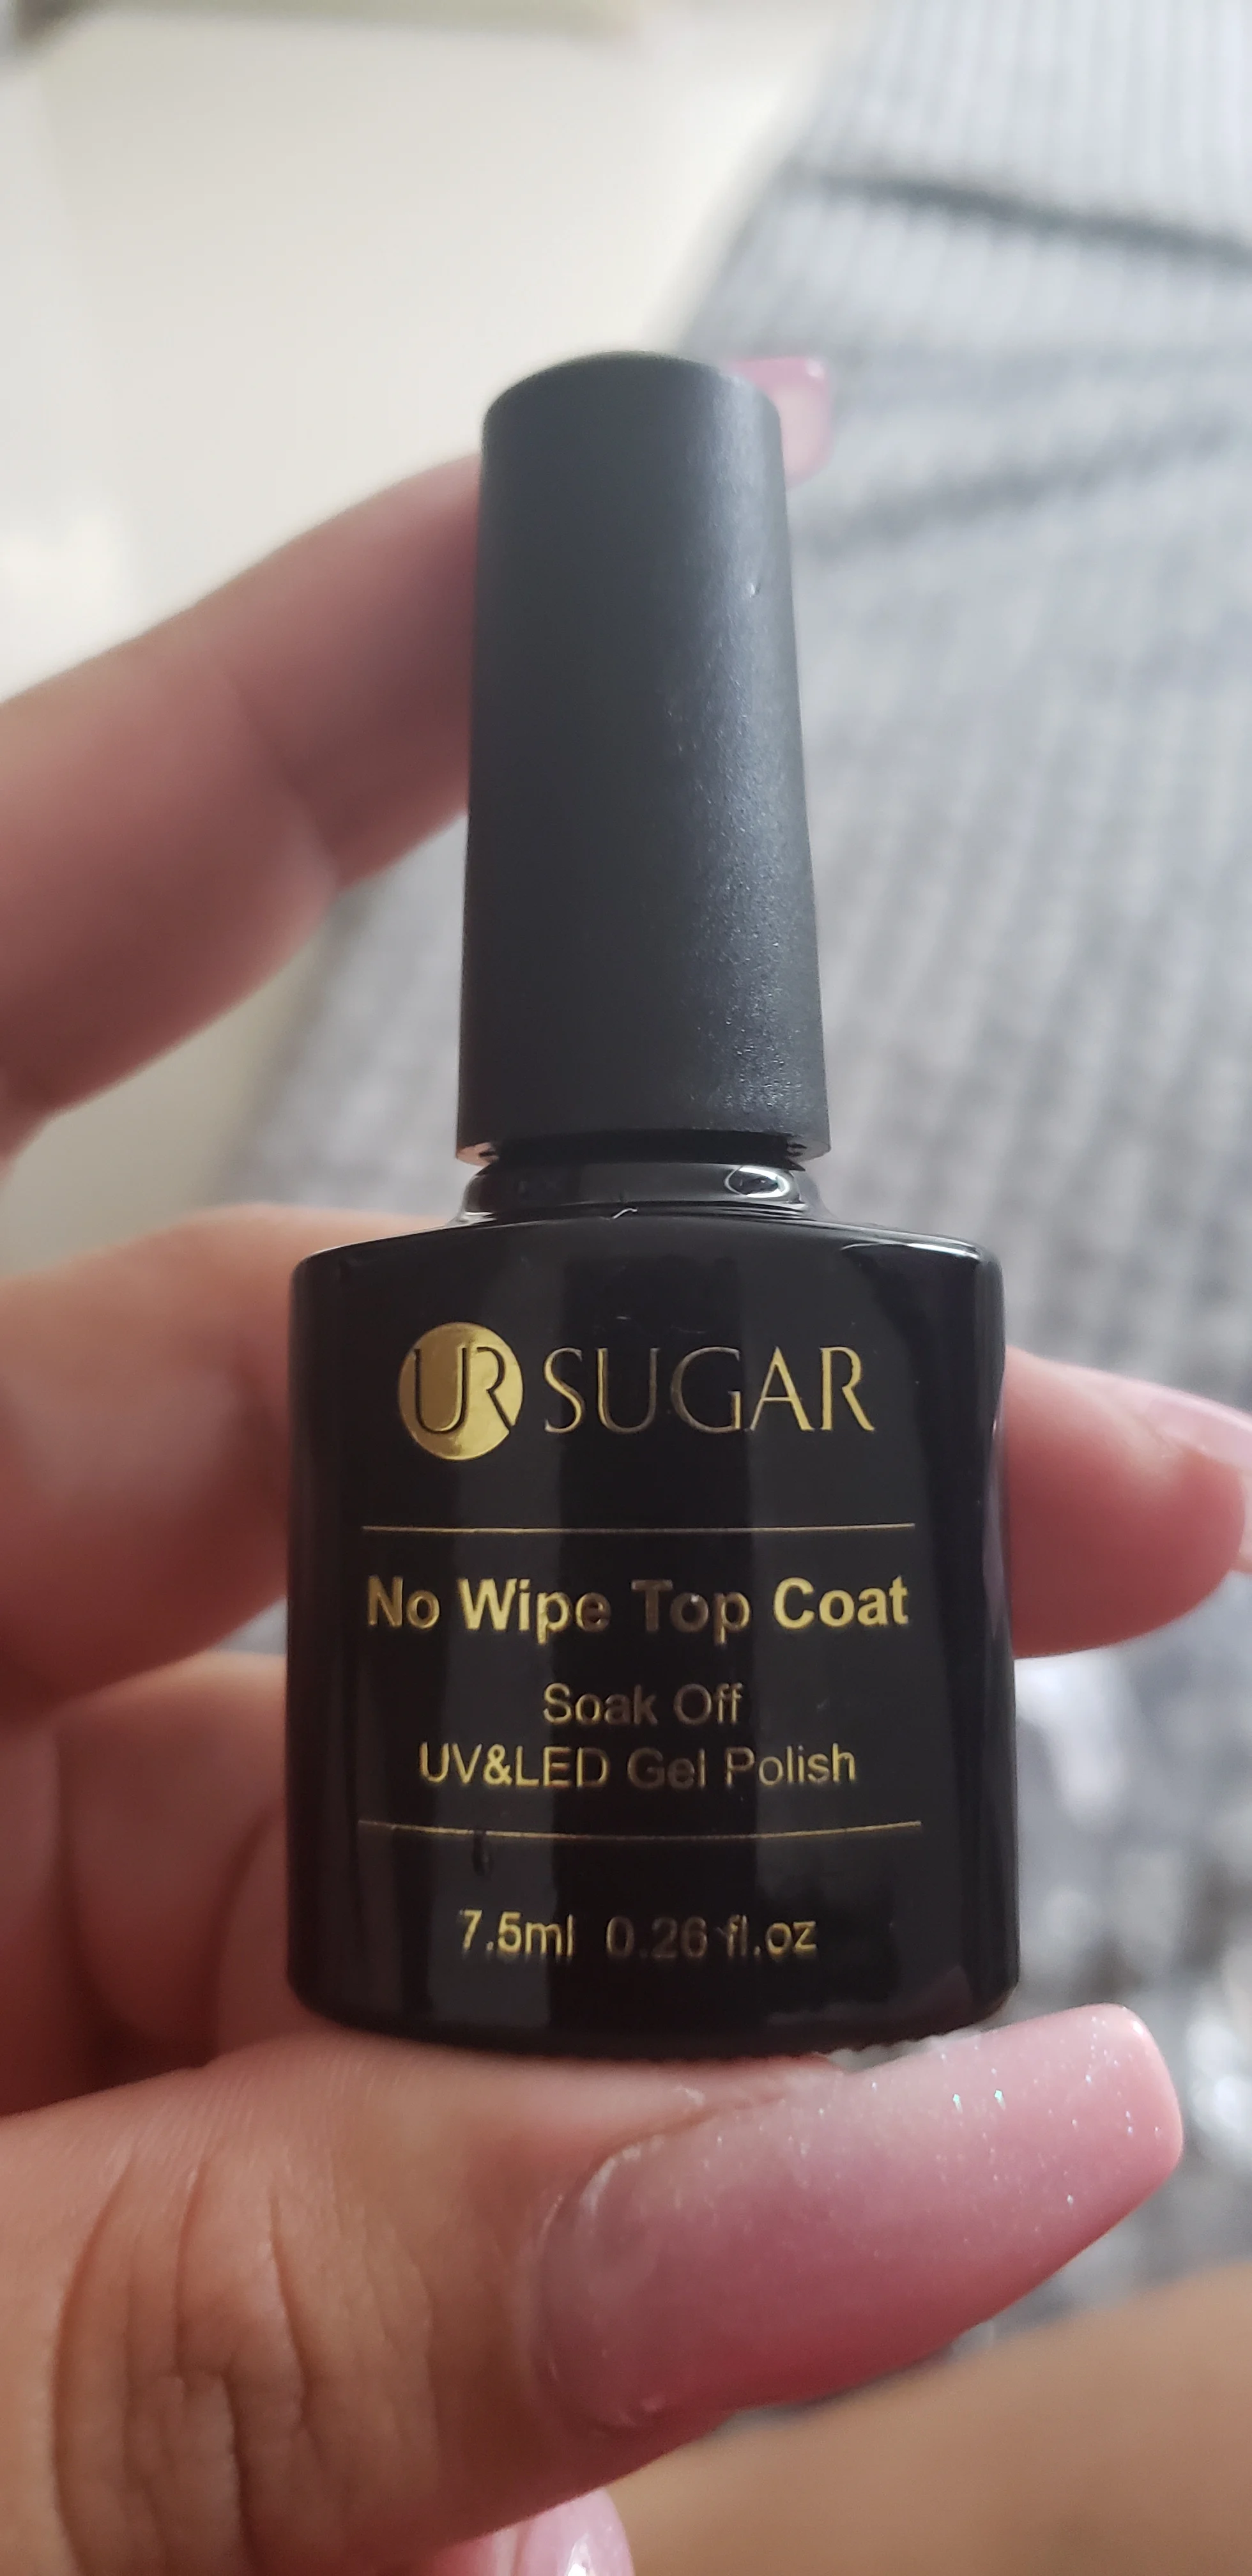 UR SUGAR
No Wipe Top Coat
Soak Off
UV&LED Gel Polish
7.5ml 0.26 fl.oz